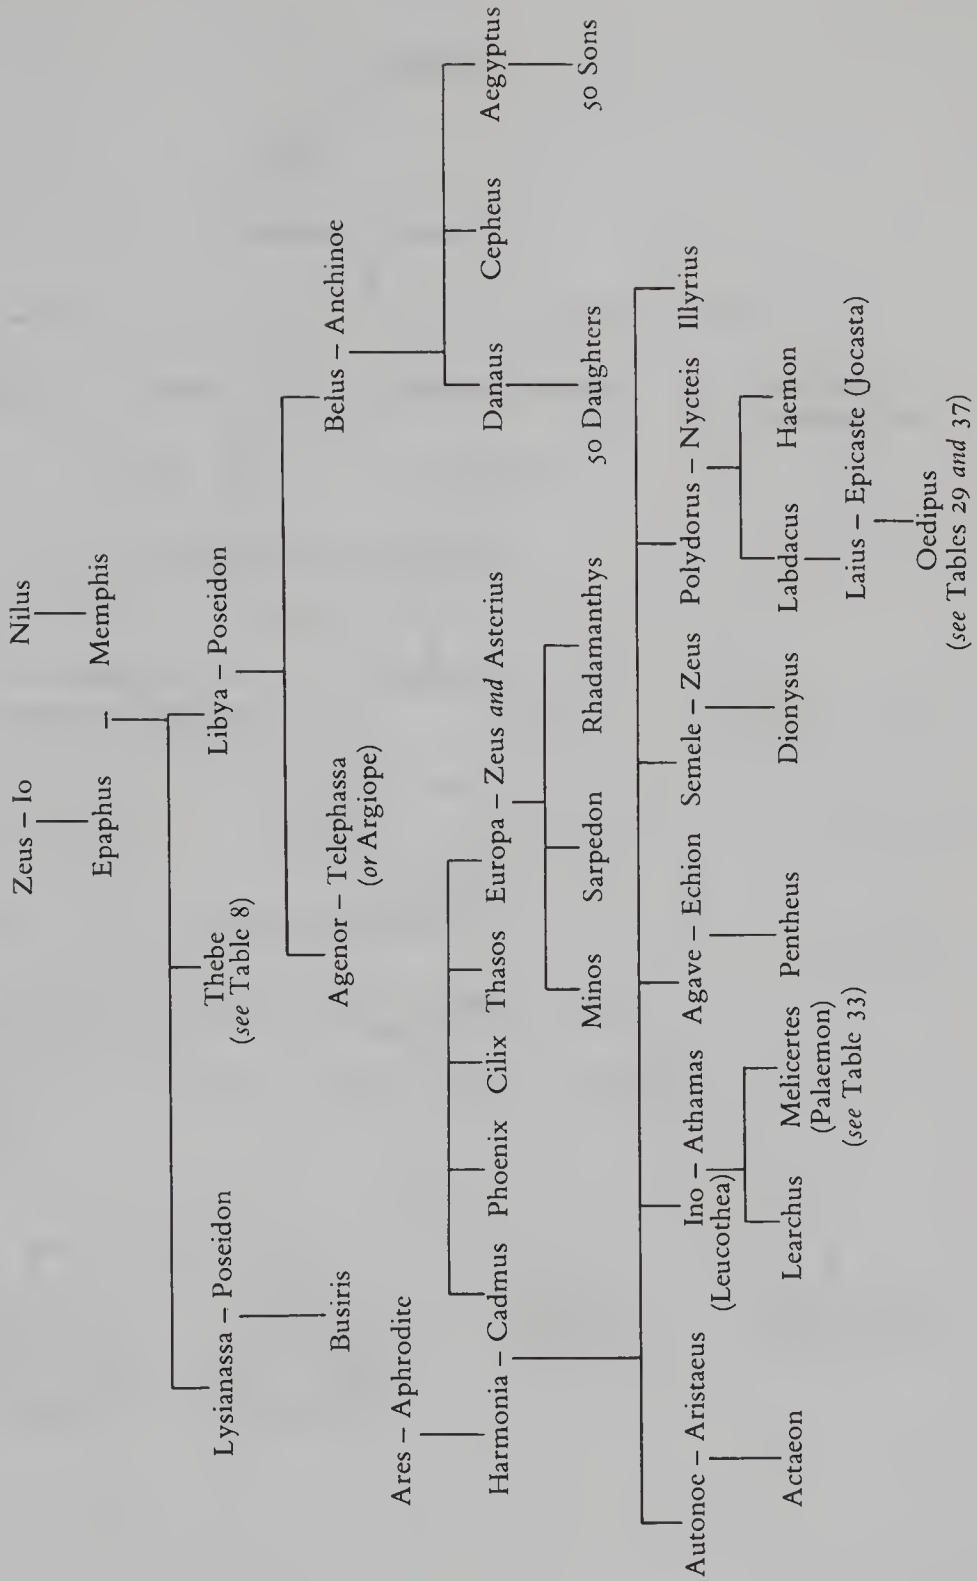 Zeus – Io
Nilus
Epaphus
–
Memphis
Lysianassa – Poseidon
Thebe
(see Table 8)
Libya – Poseidon
Busiris
Agenor – Telephassa
(or Argiope)
Belus – Anchinoe
Ares – Aphrodite
Harmonia – Cadmus
Phoenix
Cilix
Thasos
Europa – Zeus and Asterius
Danaus
Cepheus
Aegyptus
Minos
Sarpedon
Rhadamanthys
50 Daughters
50 Sons
Autonoe – Aristaeus
Ino – Athamas
(Leucothea)
Agave – Echion
Semele – Zeus
Polydorus – Nycteis
Illyrius
Actaeon
Learchus
Melicertes
(Palaemon)
(see Table 33)
Pentheus
Dionysus
Labdacus
Haemon
Laius – Epicaste (Jocasta)
Oedipus
(see Tables 29 and 37)